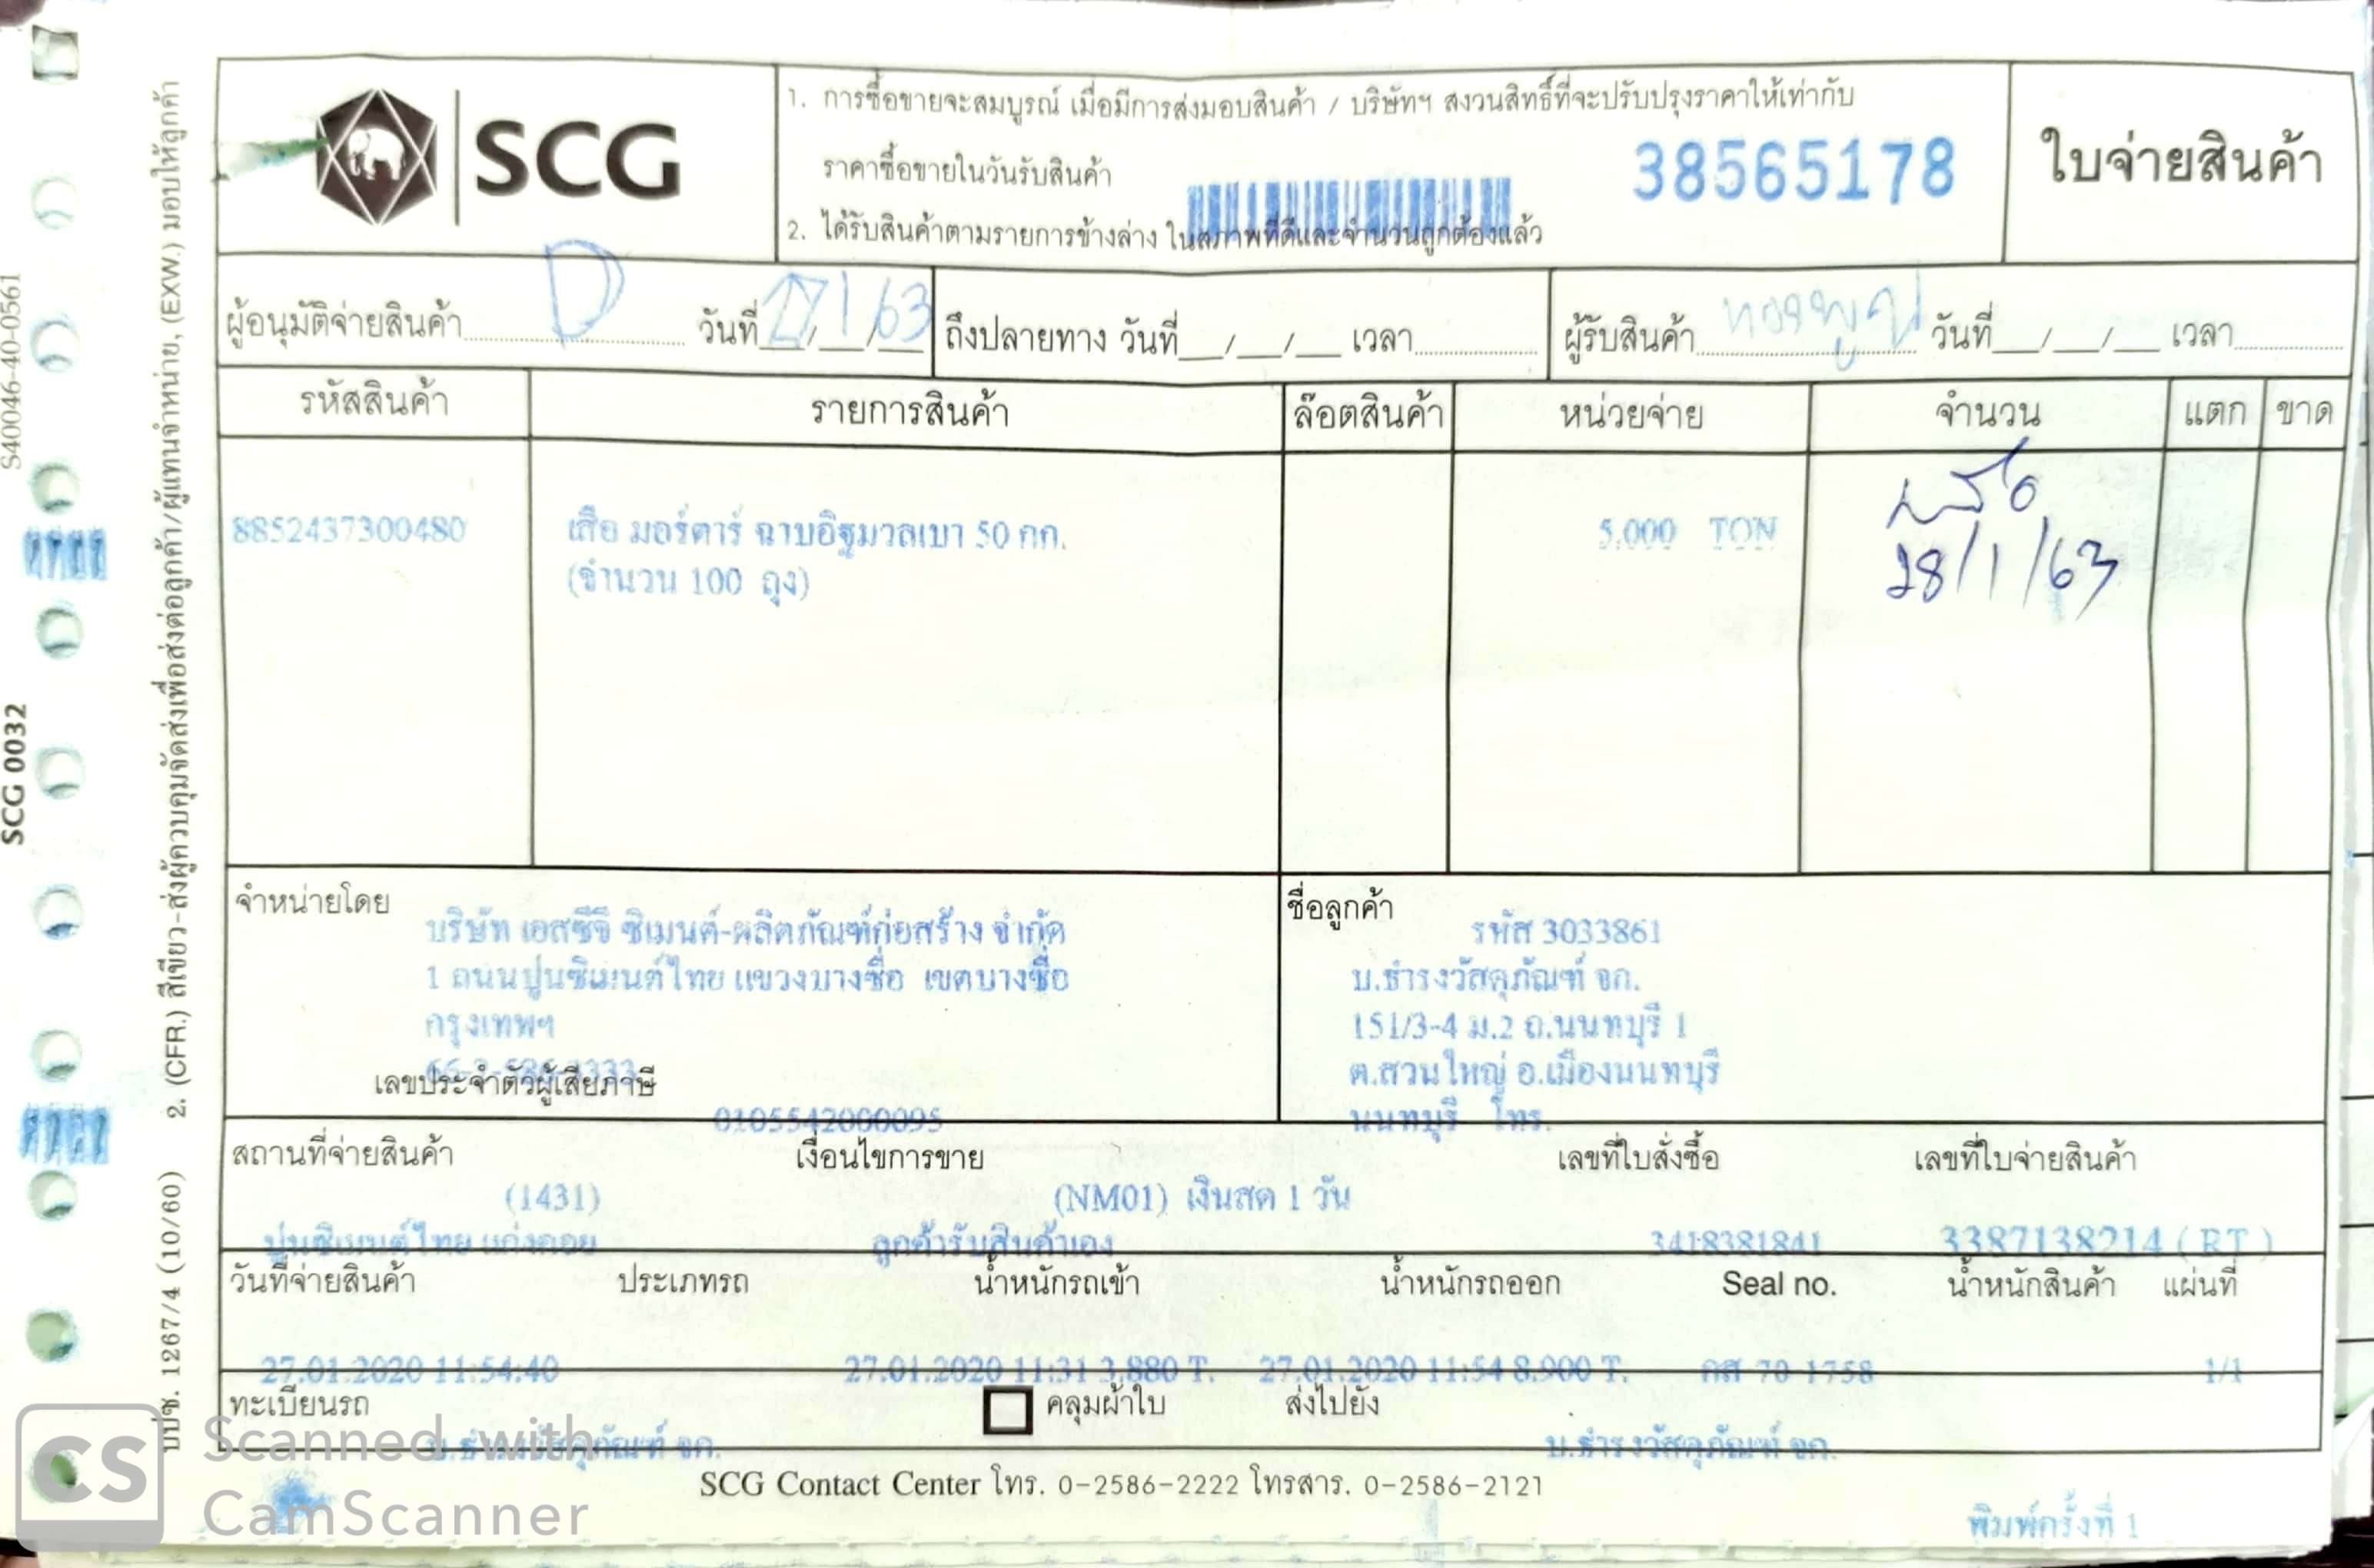 SCG
1. การซื้อขายจะสมบูรณ์ เมื่อมีการส่งมอบสินค้า / บริษัทฯ สงวนสิทธิ์ที่จะปรับปรุงราคาให้เท่ากับ
ราคาซื้อขายในวันรับสินค้า
38565178
2. ได้รับสินค้าตามรายการข้างล่าง ในสภาพที่ดีและจำนวนถูกต้องแล้ว
ใบจ่ายสินค้า
ผู้อนุมัติจ่ายสินค้า D วันที่ 27/1/63 ถึงปลายทาง วันที่ __/__/__ เวลา ผู้รับสินค้า วันที่ __/__/__ เวลา
รหัสสินค้า รายการสินค้า ล๊อตสินค้า หน่วยจ่าย จำนวน แตก ขาด
8852437300480 เสือ มอร์ตาร์ ฉาบอิฐมวลเบา 50 กก. 5.000 TON
(จำนวน 100 ถุง)
28/1/63
จำหน่ายโดย
บริษัท เอสซีจี ซิเมนต์-ผลิตภัณฑ์ก่อสร้าง จำกัด
1 ถนนปูนซิเมนต์ไทย แขวงบางซื่อ เขตบางซื่อ
กรุงเทพฯ
เลขประจำตัวผู้เสียภาษี
0105542000095
ชื่อลูกค้า
รหัส 3033861
บ.ธำรงวัสดุภัณฑ์ จก.
151/3-4 ม.2 ถ.นนทบุรี 1
ต.สวนใหญ่ อ.เมืองนนทบุรี
นนทบุรี โทร.
สถานที่จ่ายสินค้า เงื่อนไขการขาย เลขที่ใบสั่งซื้อ เลขที่ใบจ่ายสินค้า
(1431) (NM01) เงินสด 1 วัน
ปูนซิเมนต์ไทย แก่งคอย ลูกค้ารับสินค้าเอง 3418381841 3387138214 ( RT )
วันที่จ่ายสินค้า ประเภทรถ น้ำหนักรถเข้า น้ำหนักรถออก Seal no. น้ำหนักสินค้า แผ่นที่
27.01.2020 11:54:40 27.01.2020 11:31 3.880 T. 27.01.2020 11:54 8.900 T. 70-1758 1/1
ทะเบียนรถ คลุมผ้าใบ ส่งไปยัง
บ.ธำรงวัสดุภัณฑ์ จก. บ.ธำรงวัสดุภัณฑ์ จก.
SCG Contact Center โทร. 0-2586-2222 โทรสาร. 0-2586-2121
พิมพ์ครั้งที่ 1
S40046-40-0561
SCG 0032
2. (CFR.) สีเขียว-ส่งผู้ควบคุมจัดส่งเพื่อส่งต่อลูกค้า/ผู้แทนจำหน่าย, (EXW.) มอบให้ลูกค้า
บปซ. 1267/4 (10/60)
CS
Scanned with
CamScanner